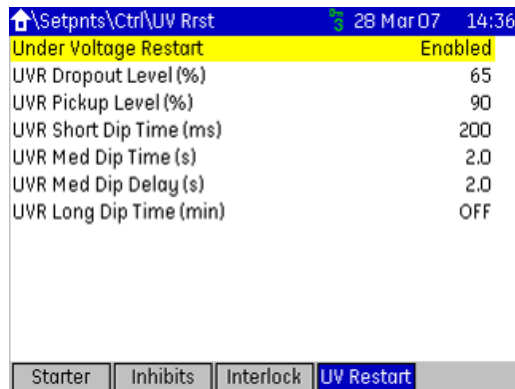 \Setpnts\Ctrl\UV Rrst 3 28 Mar 07 14:36
Under Voltage Restart Enabled
UVR Dropout Level (%) 65
UVR Pickup Level (%) 90
UVR Short Dip Time (ms) 200
UVR Med Dip Time (s) 2.0
UVR Med Dip Delay (s) 2.0
UVR Long Dip Time (min) OFF
Starter Inhibits Interlock UV Restart